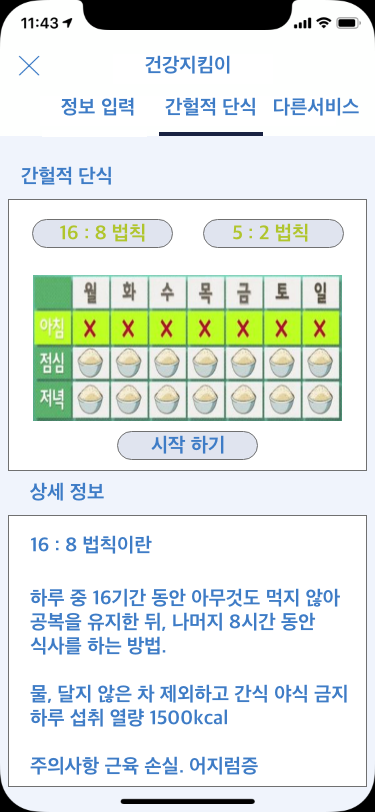 11:43
건강지킴이
정보 입력 간헐적 단식 다른서비스
간헐적 단식
16 : 8 법칙 5 : 2 법칙
월 화 수 목 금 토 일
아침 X X X X X X X
점심
저녁
시작 하기
상세 정보
16 : 8 법칙이란
하루 중 16기간 동안 아무것도 먹지 않아
공복을 유지한 뒤, 나머지 8시간 동안
식사를 하는 방법.
물, 달지 않은 차 제외하고 간식 야식 금지
하루 섭취 열량 1500kcal
주의사항 근육 손실. 어지럼증